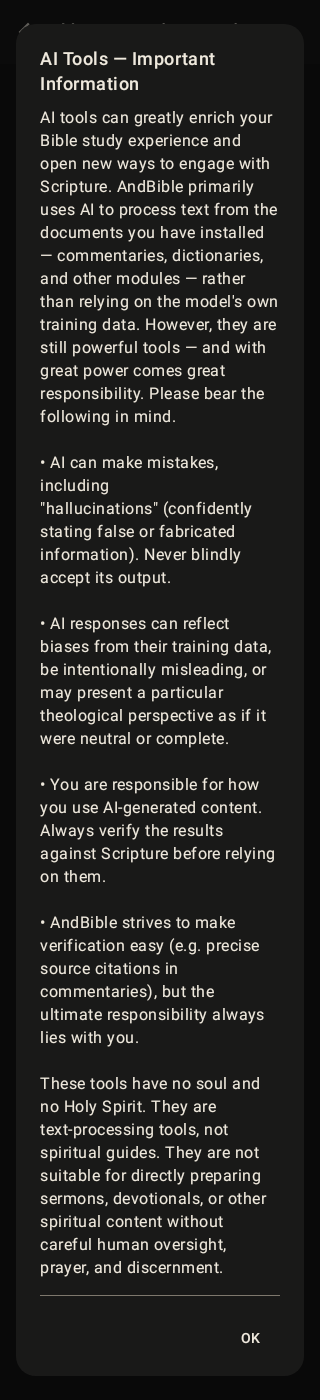 AI Tools — Important
Information
AI tools can greatly enrich your
Bible study experience and
open new ways to engage with
Scripture. AndBible primarily
uses AI to process text from the
documents you have installed
— commentaries, dictionaries,
and other modules — rather
than relying on the model's own
training data. However, they are
still powerful tools — and with
great power comes great
responsibility. Please bear the
following in mind.
• AI can make mistakes,
including
"hallucinations" (confidently
stating false or fabricated
information). Never blindly
accept its output.
• AI responses can reflect
biases from their training data,
be intentionally misleading, or
may present a particular
theological perspective as if it
were neutral or complete.
• You are responsible for how
you use AI-generated content.
Always verify the results
against Scripture before relying
on them.
• AndBible strives to make
verification easy (e.g. precise
source citations in
commentaries), but the
ultimate responsibility always
lies with you.
These tools have no soul and
no Holy Spirit. They are
text-processing tools, not
spiritual guides. They are not
suitable for directly preparing
sermons, devotionals, or other
spiritual content without
careful human oversight,
prayer, and discernment.
OK